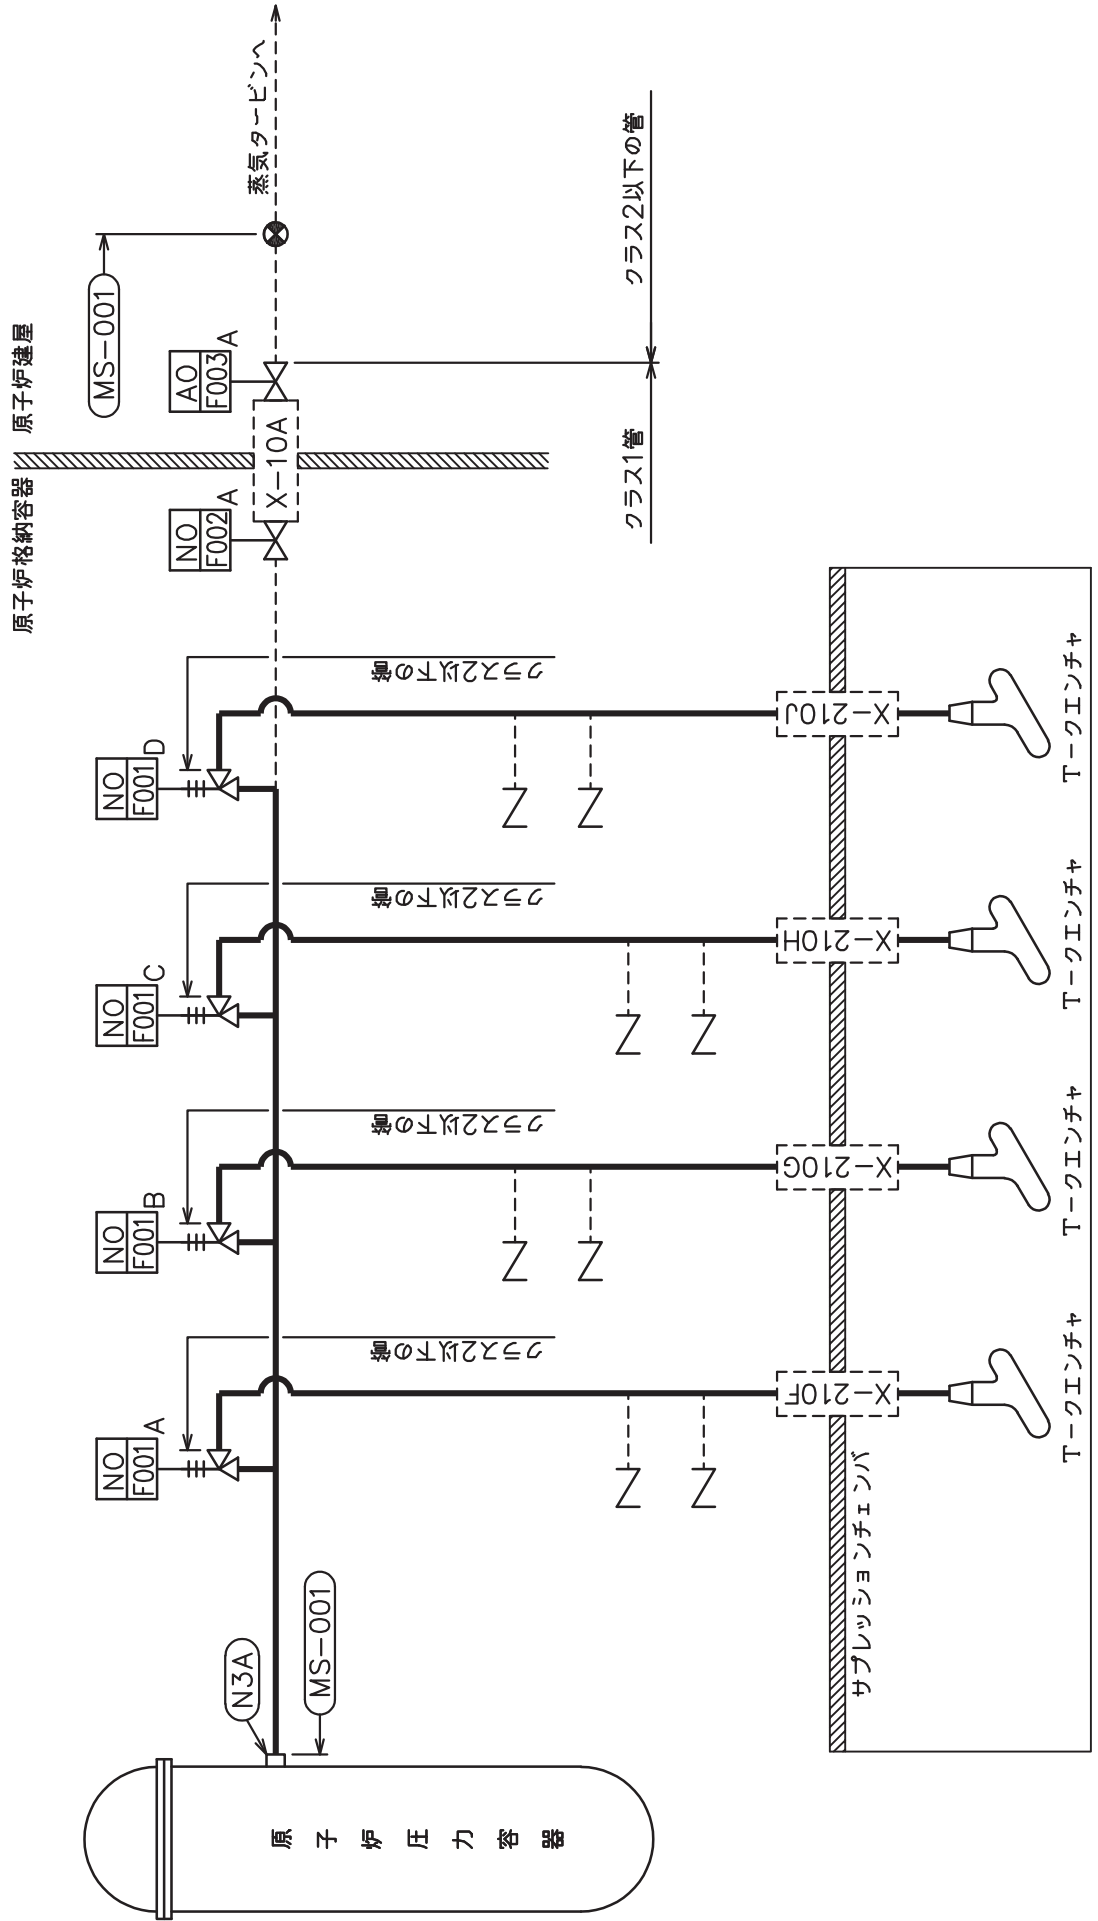 原子炉格納容器
原子炉建屋
MS-001
NO
F001
A
NO
F001
B
NO
F001
C
NO
F001
D
NO
F002
A
AO
F003
A
X-10A
蒸気タービンへ
N3A
MS-001
クラス2以下の管
クラス2以下の管
クラス2以下の管
クラス2以下の管
クラス1管
クラス2以下の管
原子炉圧力容器
X-210F
X-210G
X-210H
X-210J
サプレッションチェンバ
T-クエンチャ
T-クエンチャ
T-クエンチャ
T-クエンチャ